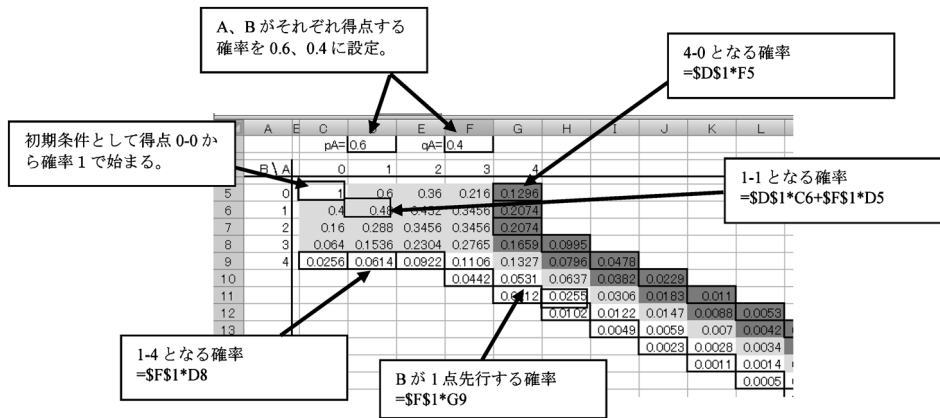 A、B がそれぞれ得点する
確率を 0.6、0.4 に設定。
4-0 となる確率
=$D$1*F5
初期条件として得点 0-0 か
ら確率 1 で始まる。
A E C E F G H I J K L
pA= 0.6 qA= 0.4
B \ A 0 1 2 3 4
5 0 1 0.6 0.36 0.216 0.1296
6 1 0.4 0.48 0.432 0.3456 0.2074
7 2 0.16 0.288 0.3456 0.3456 0.2074
8 3 0.064 0.1536 0.2304 0.2765 0.1659 0.0995
9 4 0.0256 0.0614 0.0922 0.1106 0.1327 0.0796 0.0478
10 0.0442 0.0531 0.0637 0.0382 0.0229
11 0.0255 0.0306 0.0183 0.011
12 0.0102 0.0122 0.0147 0.0088 0.0053
13 0.0049 0.0059 0.007 0.0042
0.0023 0.0028 0.0034
0.0011 0.0014
0.0005
1-1 となる確率
=$D$1*C6+$F$1*D5
1-4 となる確率
=$F$1*D8
B が 1 点先行する確率
=$F$1*G9